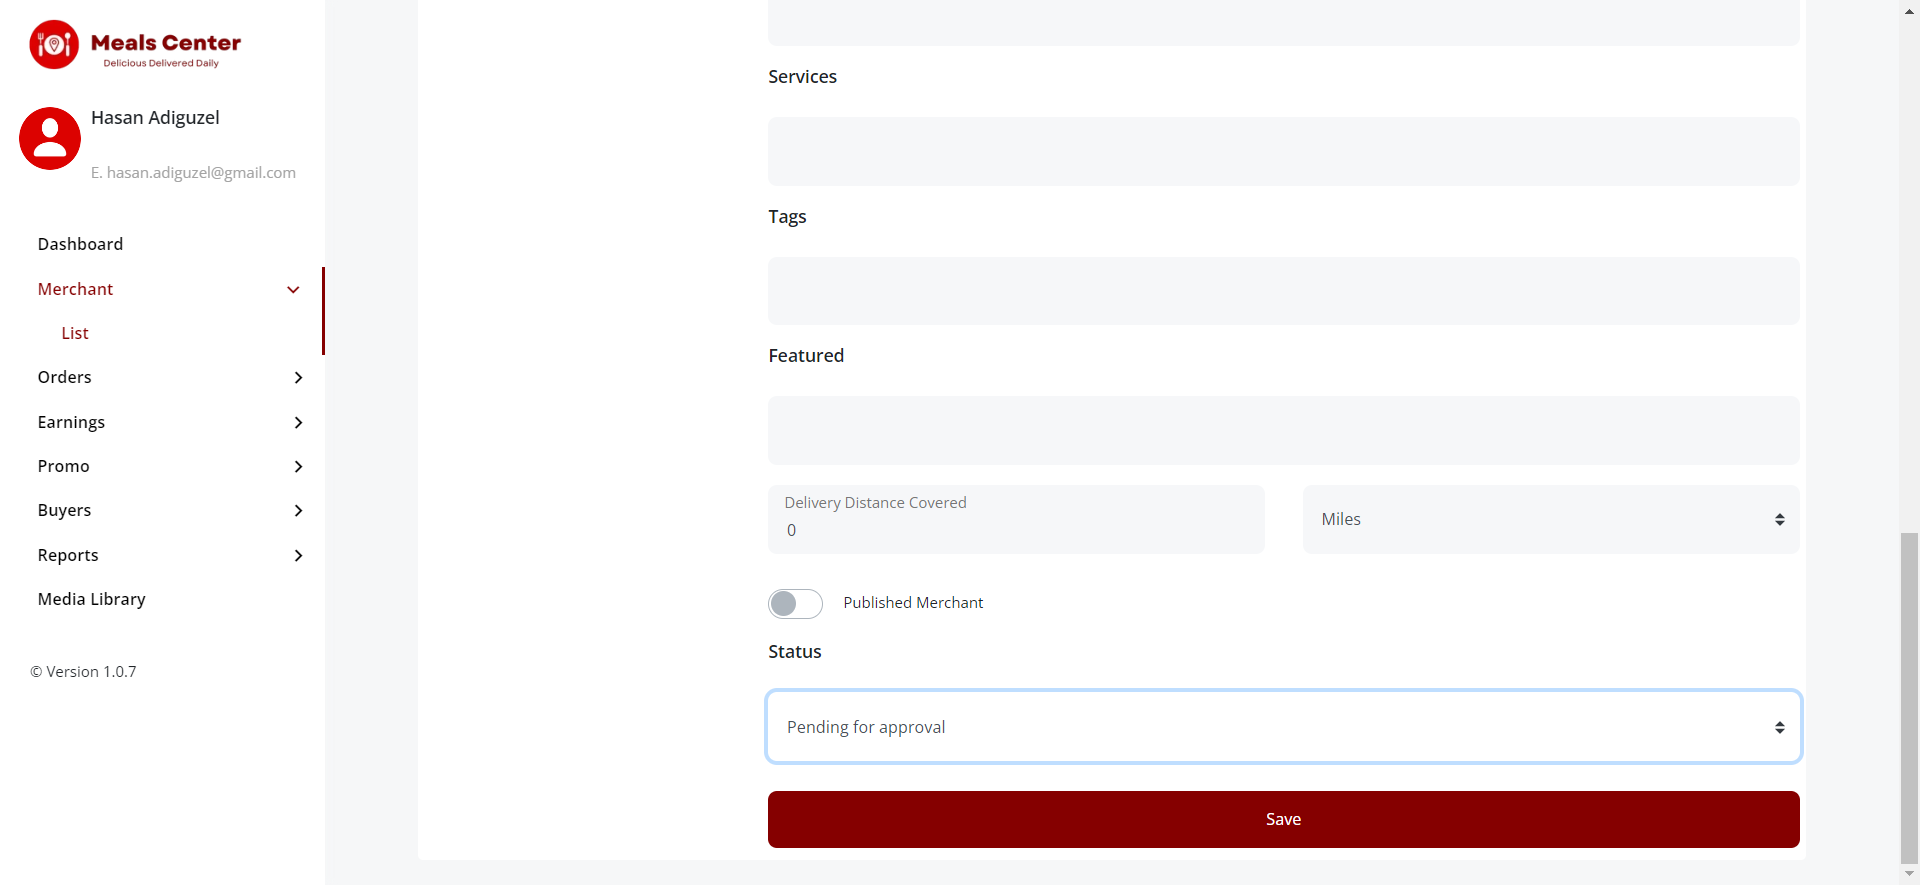 Meals Center
Delicious Delivered Daily
Hasan Adiguzel
E. hasan.adiguzel@gmail.com
Dashboard
Merchant
List
Orders
Earnings
Promo
Buyers
Reports
Media Library
© Version 1.0.7
Services
Tags
Featured
Delivery Distance Covered
0
Miles
Published Merchant
Status
Pending for approval
Save